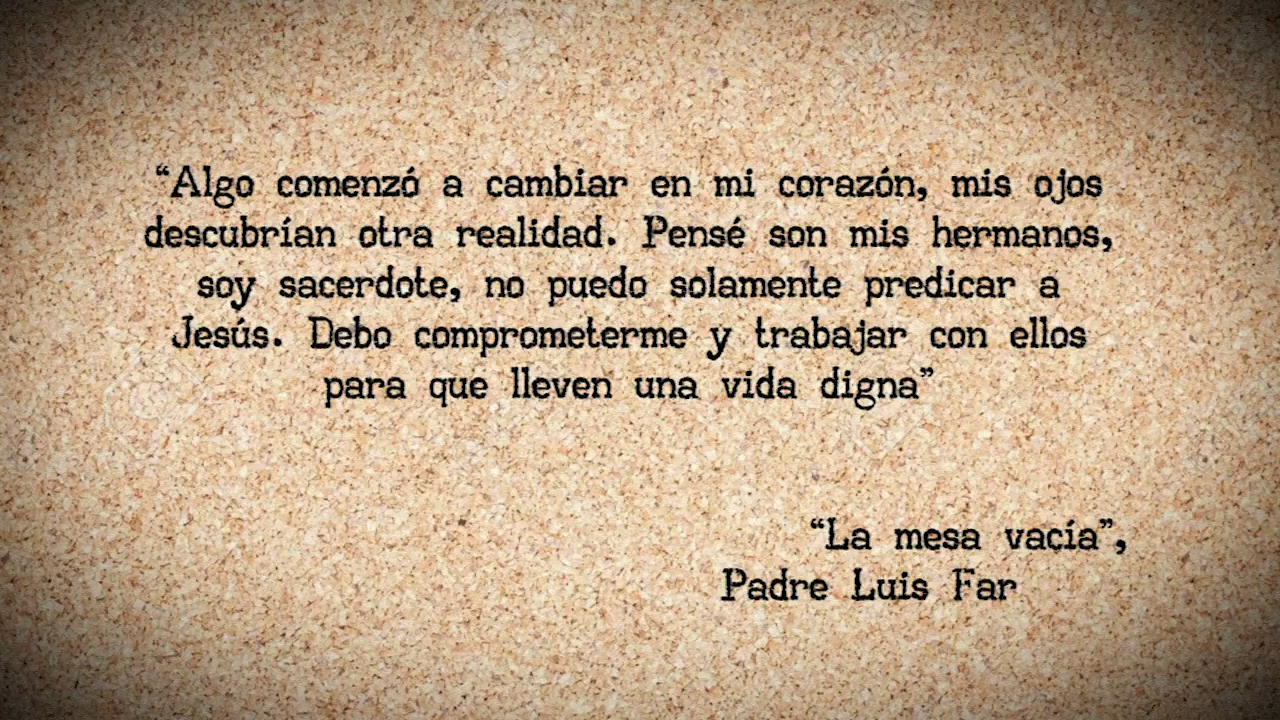 “Algo comenzó a cambiar en mi corazón, mis ojos
descubrían otra realidad. Pensé son mis hermanos,
soy sacerdote, no puedo solamente predicar a
Jesús. Debo comprometerme y trabajar con ellos
para que lleven una vida digna”
“La mesa vacía”,
Padre Luis Far